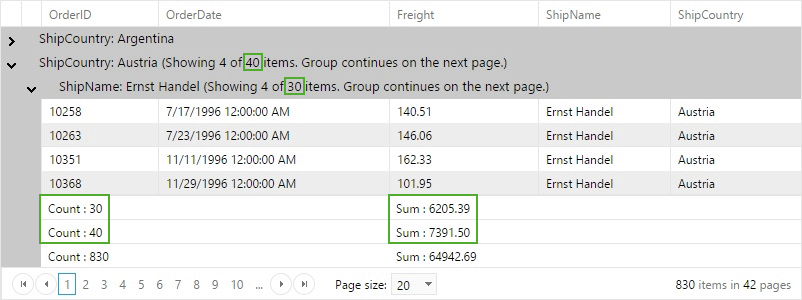 OrderID OrderDate Freight ShipName ShipCountry
ShipCountry: Argentina
ShipCountry: Austria (Showing 4 of 40 items. Group continues on the next page.)
ShipName: Ernst Handel (Showing 4 of 30 items. Group continues on the next page.)
10258 7/17/1996 12:00:00 AM 140.51 Ernst Handel Austria
10263 7/23/1996 12:00:00 AM 146.06 Ernst Handel Austria
10351 11/11/1996 12:00:00 AM 162.33 Ernst Handel Austria
10368 11/29/1996 12:00:00 AM 101.95 Ernst Handel Austria
Count : 30 Sum : 6205.39
Count : 40 Sum : 7391.50
Count : 830 Sum : 64942.69
1 2 3 4 5 6 7 8 9 10 ... Page size: 20 830 items in 42 pages